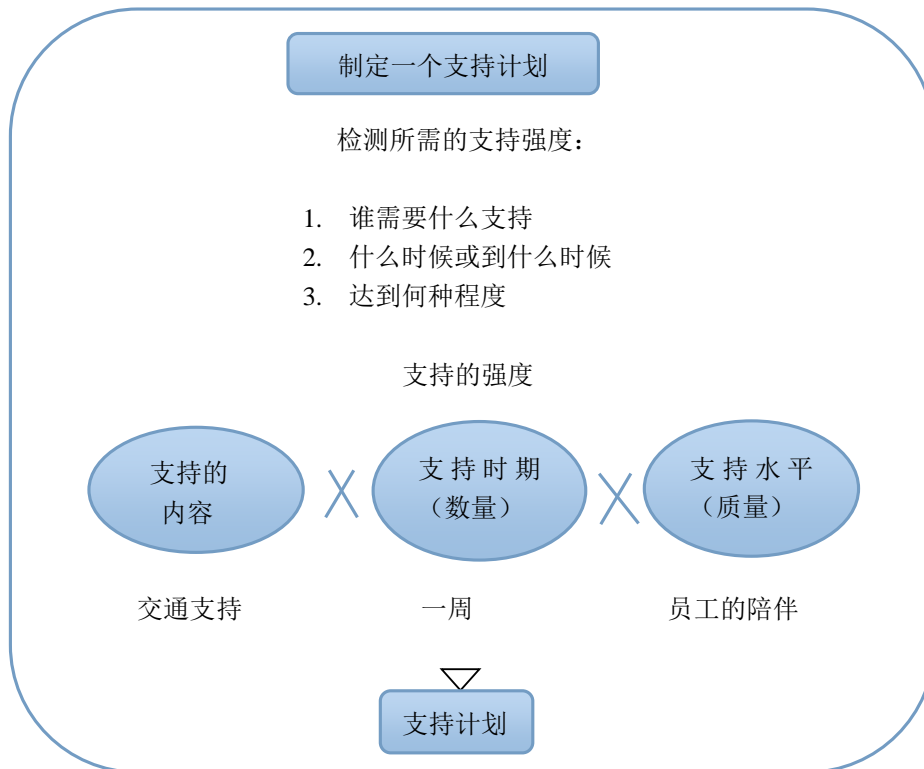 制定一个支持计划
检测所需的支持强度：
1. 谁需要什么支持
2. 什么时候或到什么时候
3. 达到何种程度
支持的强度
支持的
内容
支持时期
（数量）
支持水平
（质量）
交通支持
一周
员工的陪伴
支持计划